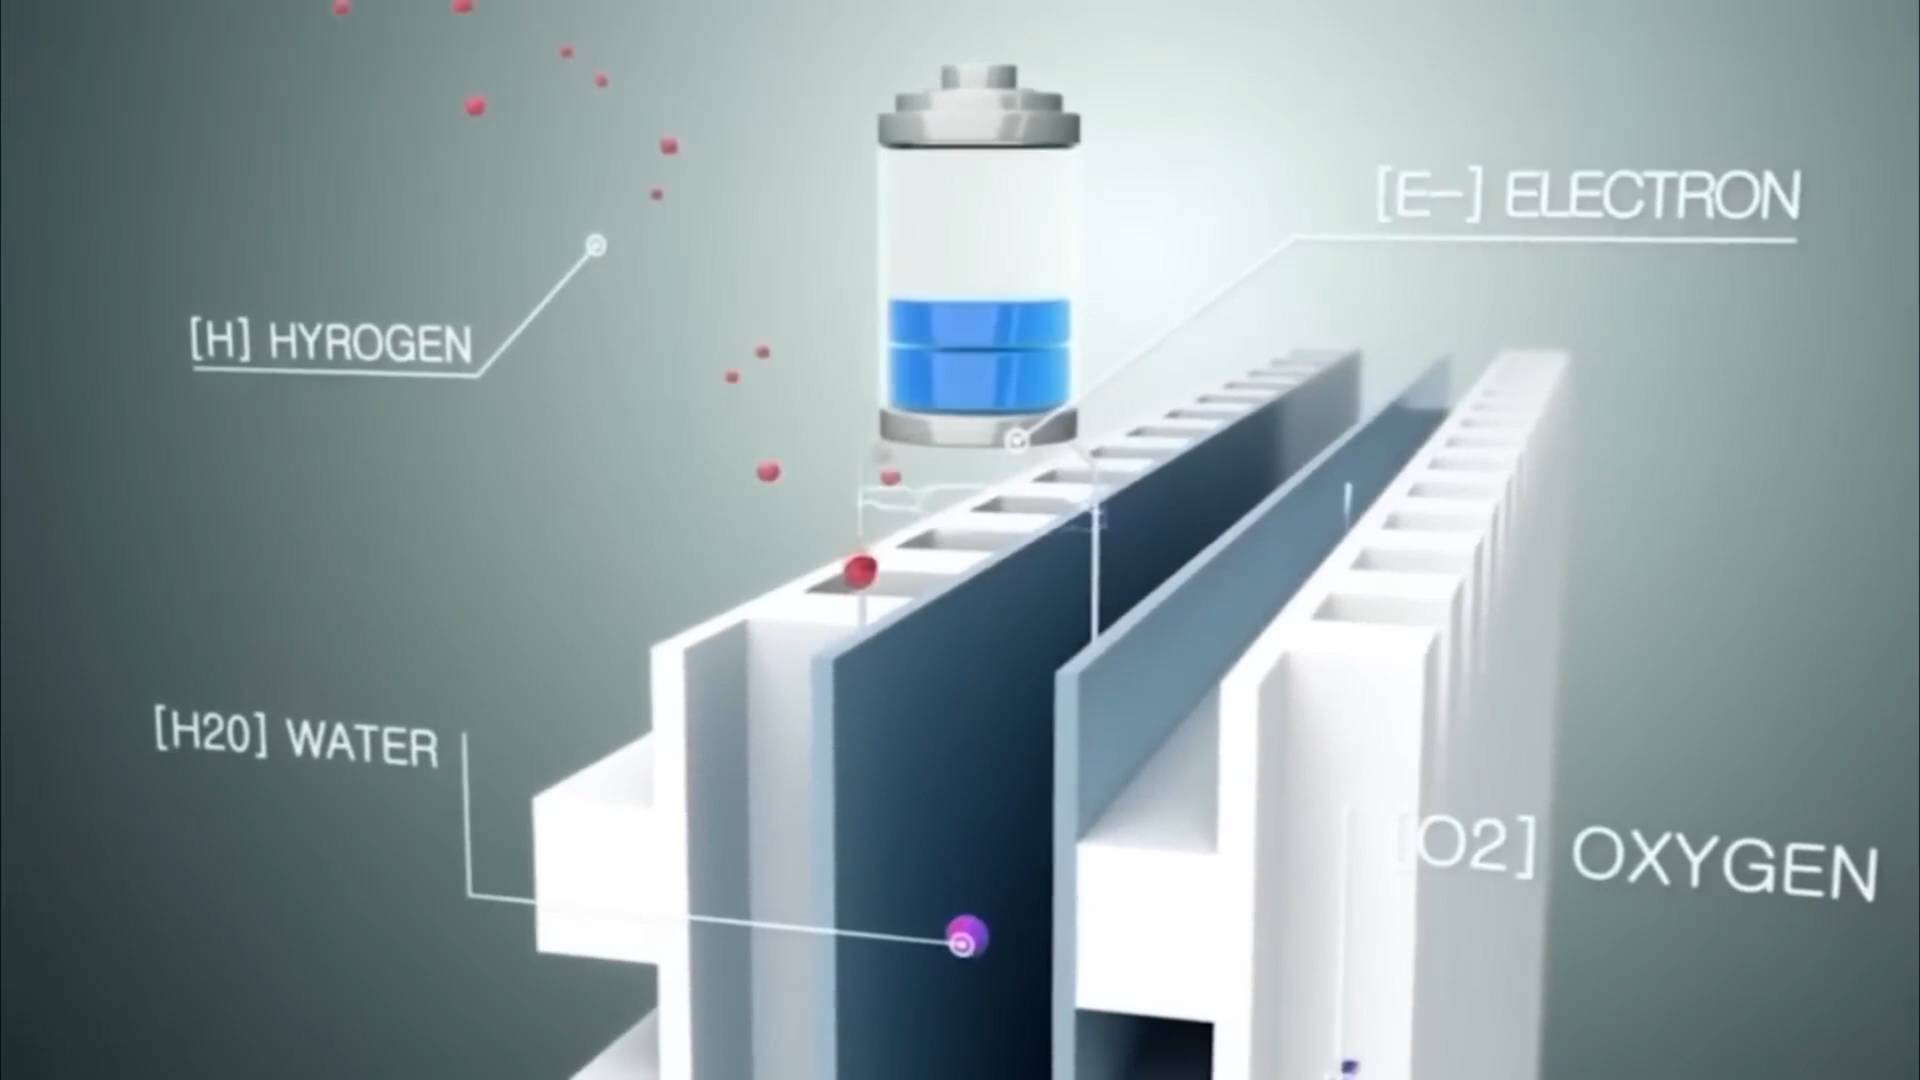 [E-] ELECTRON
[H] HYROGEN
[H20] WATER
[O2] OXYGEN